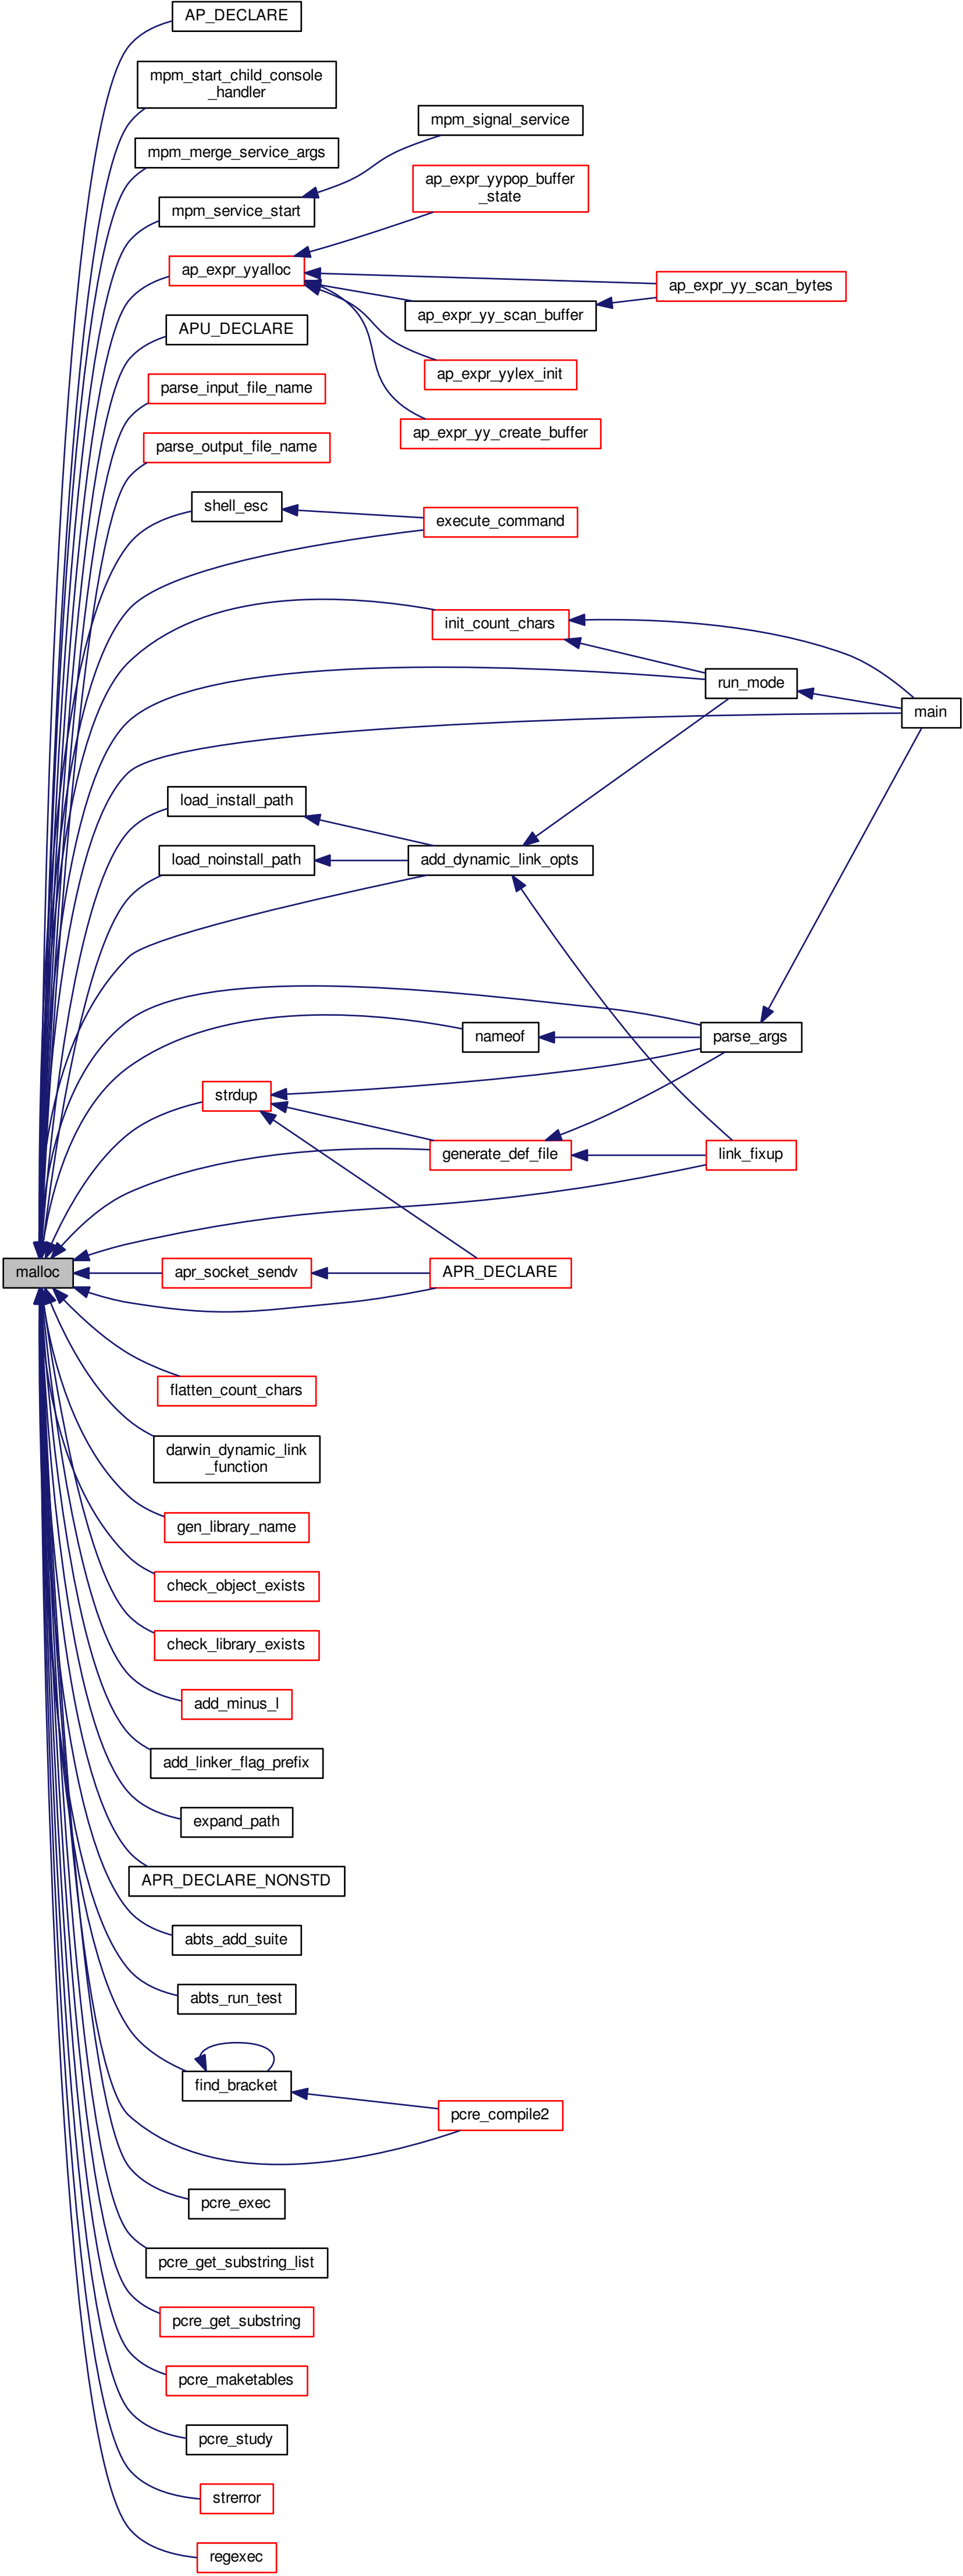 AP_DECLARE
mpm_start_child_console
_handler
mpm_signal_service
mpm_merge_service_args
ap_expr_yypop_buffer
_state
mpm_service_start
ap_expr_yyalloc
ap_expr_yy_scan_bytes
ap_expr_yy_scan_buffer
APU_DECLARE
ap_expr_yylex_init
parse_input_file_name
ap_expr_yy_create_buffer
parse_output_file_name
shell_esc
execute_command
init_count_chars
run_mode
main
load_install_path
load_noinstall_path
add_dynamic_link_opts
nameof
parse_args
strdup
generate_def_file
link_fixup
malloc
apr_socket_sendv
APR_DECLARE
flatten_count_chars
darwin_dynamic_link
_function
gen_library_name
check_object_exists
check_library_exists
add_minus_l
add_linker_flag_prefix
expand_path
APR_DECLARE_NONSTD
abts_add_suite
abts_run_test
find_bracket
pcre_compile2
pcre_exec
pcre_get_substring_list
pcre_get_substring
pcre_maketables
pcre_study
strerror
regexec